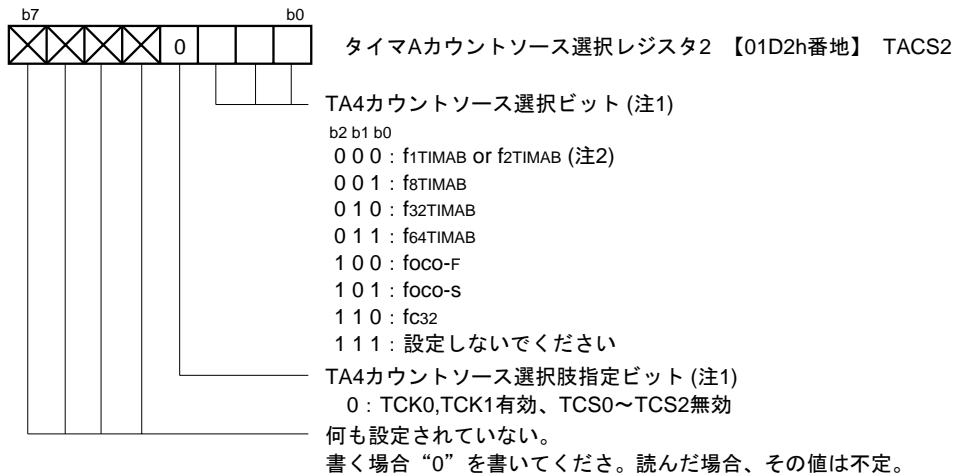 b7 b0
0
タイマAカウントソース選択レジスタ2 【01D2h番地】 TACS2
TA4カウントソース選択ビット (注1)
b2 b1 b0
0 0 0 : f1TIMAB or f2TIMAB (注2)
0 0 1 : f8TIMAB
0 1 0 : f32TIMAB
0 1 1 : f64TIMAB
1 0 0 : foco-F
1 0 1 : foco-s
1 1 0 : fc32
1 1 1 : 設定しないでください
TA4カウントソース選択肢指定ビット (注1)
0 : TCK0,TCK1有効、TCS0～TCS2無効
何も設定されていない。
書く場合“0”を書いてくださ。読んだ場合、その値は不定。